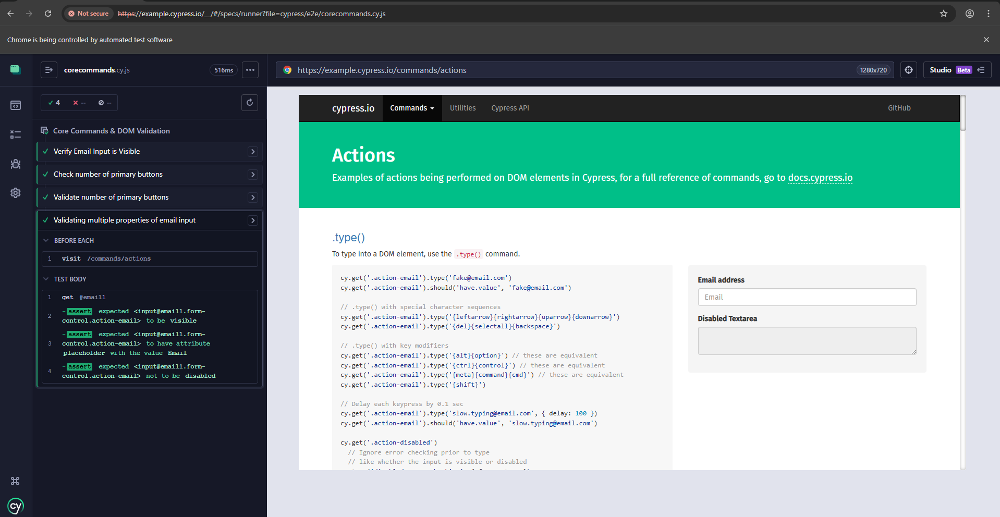 Not secure
https://example.cypress.io/__/#/specs/runner?file=cypress/e2e/corecommands.cy.js
Chrome is being controlled by automated test software
corecommands.cy.js
516ms
https://example.cypress.io/commands/actions
1280x720
Studio Beta
4 -- --
Core Commands & DOM Validation
Verify Email Input is Visible
Check number of primary buttons
Validate number of primary buttons
Validating multiple properties of email input
BEFORE EACH
1 visit /commands/actions
TEST BODY
1 get #email1
2 -assert expected <input#email1.form-
control.action-email> to be visible
3 -assert expected <input#email1.form-
control.action-email> to have attribute
placeholder with the value Email
4 -assert expected <input#email1.form-
control.action-email> not to be disabled
cy
cypress.io
Commands
Utilities
Cypress API
GitHub
Actions
Examples of actions being performed on DOM elements in Cypress, for a full reference of commands, go to docs.cypress.io
.type()
To type into a DOM element, use the .type() command.
cy.get('.action-email').type('fake@email.com')
cy.get('.action-email').should('have.value', 'fake@email.com')
// .type() with special character sequences
cy.get('.action-email').type('{leftarrow}{rightarrow}{uparrow}{downarrow}')
cy.get('.action-email').type('{del}{selectall}{backspace}')
// .type() with key modifiers
cy.get('.action-email').type('{alt}{option}') // these are equivalent
cy.get('.action-email').type('{ctrl}{control}') // these are equivalent
cy.get('.action-email').type('{meta}{command}{cmd}') // these are equivalent
cy.get('.action-email').type('{shift}')
// Delay each keypress by 0.1 sec
cy.get('.action-email').type('slow.typing@email.com', { delay: 100 })
cy.get('.action-email').should('have.value', 'slow.typing@email.com')
cy.get('.action-disabled')
// Ignore error checking prior to type
// like whether the input is visible or disabled
Email address
Email
Disabled Textarea